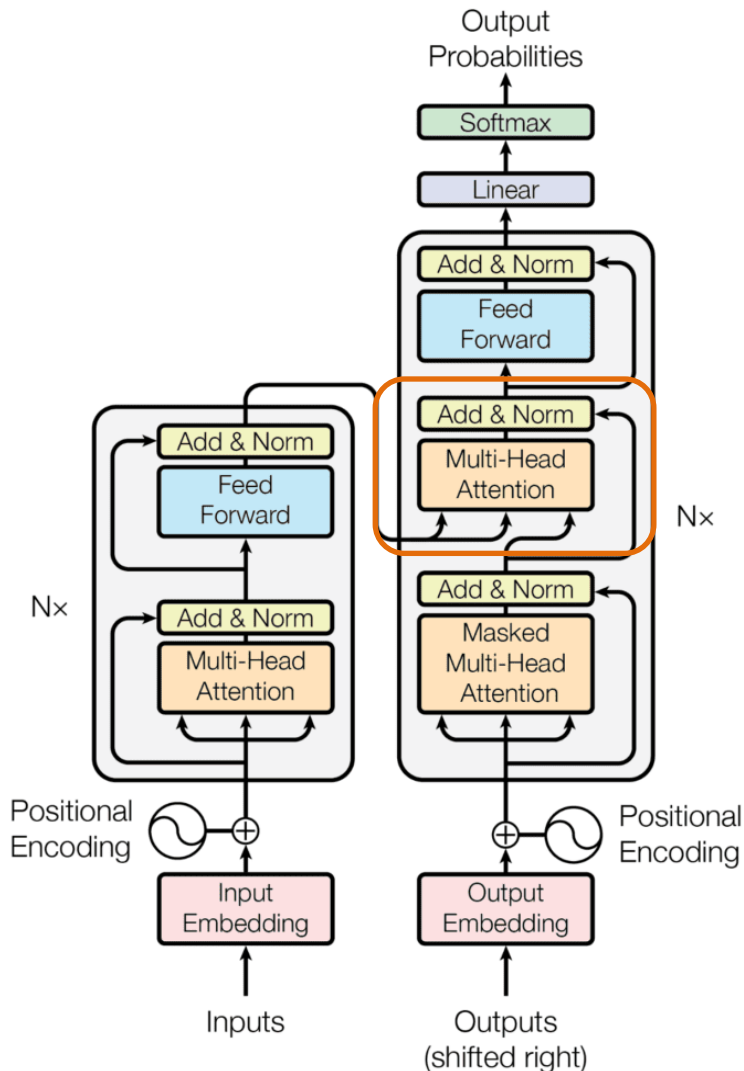 Output
Probabilities
Softmax
Linear
Add & Norm
Feed
Forward
Add & Norm
Multi-Head
Attention
Add & Norm
Masked
Multi-Head
Attention
Nx
Add & Norm
Feed
Forward
Add & Norm
Multi-Head
Attention
Nx
Positional
Encoding
Positional
Encoding
Input
Embedding
Output
Embedding
Inputs
Outputs
(shifted right)